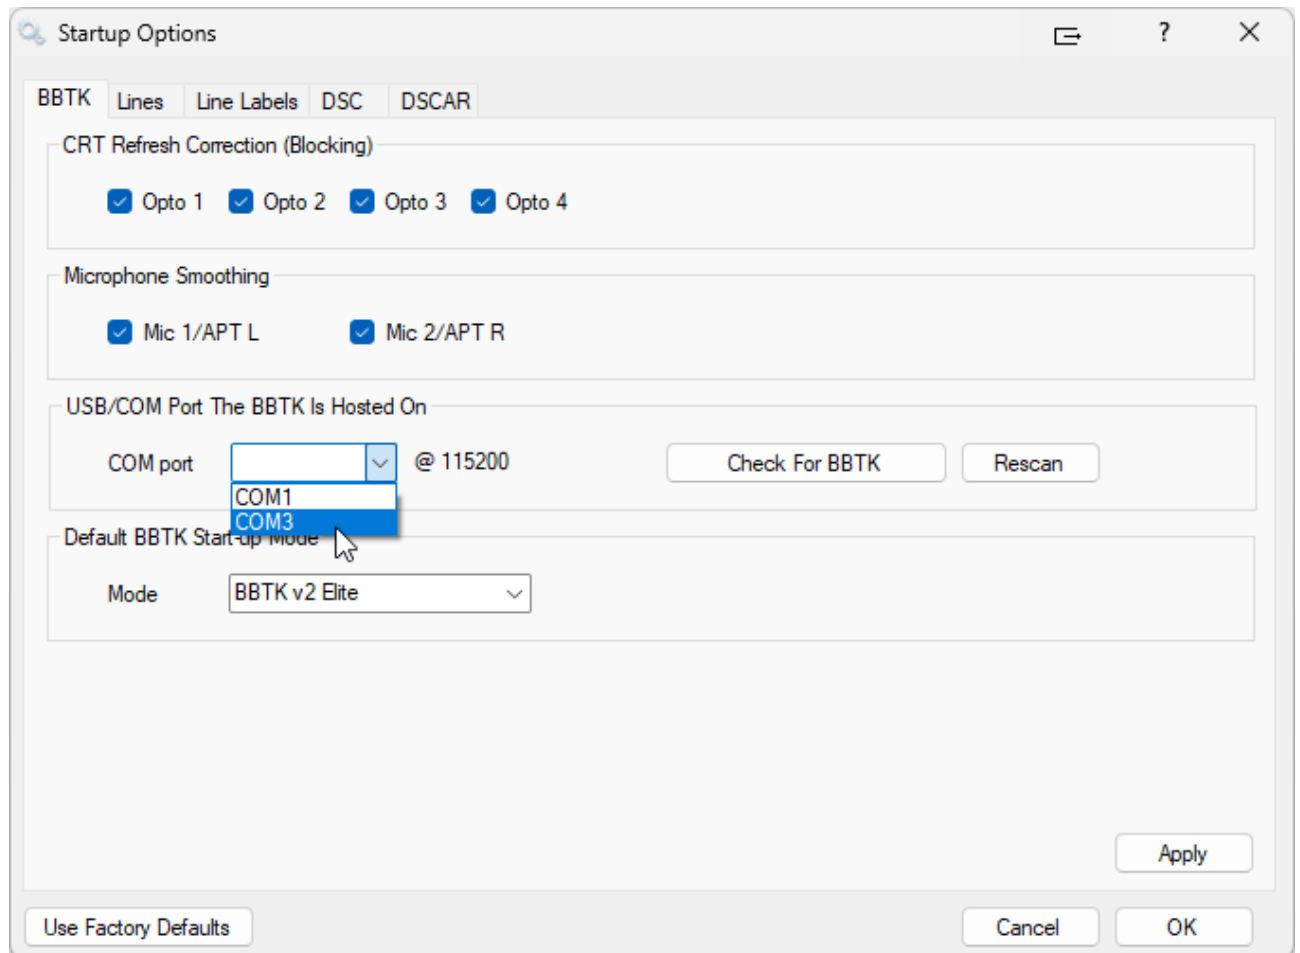 Startup Options ?
BBTK Lines Line Labels DSC DSCAR
CRT Refresh Correction (Blocking)
Opto 1 Opto 2 Opto 3 Opto 4
Microphone Smoothing
Mic 1/APT L Mic 2/APT R
USB/COM Port The BBTK Is Hosted On
COM port @ 115200 Check For BBTK Rescan
COM1
COM3
Default BBTK Start-up Mode
Mode BBTK v2 Elite
Apply
Use Factory Defaults Cancel OK